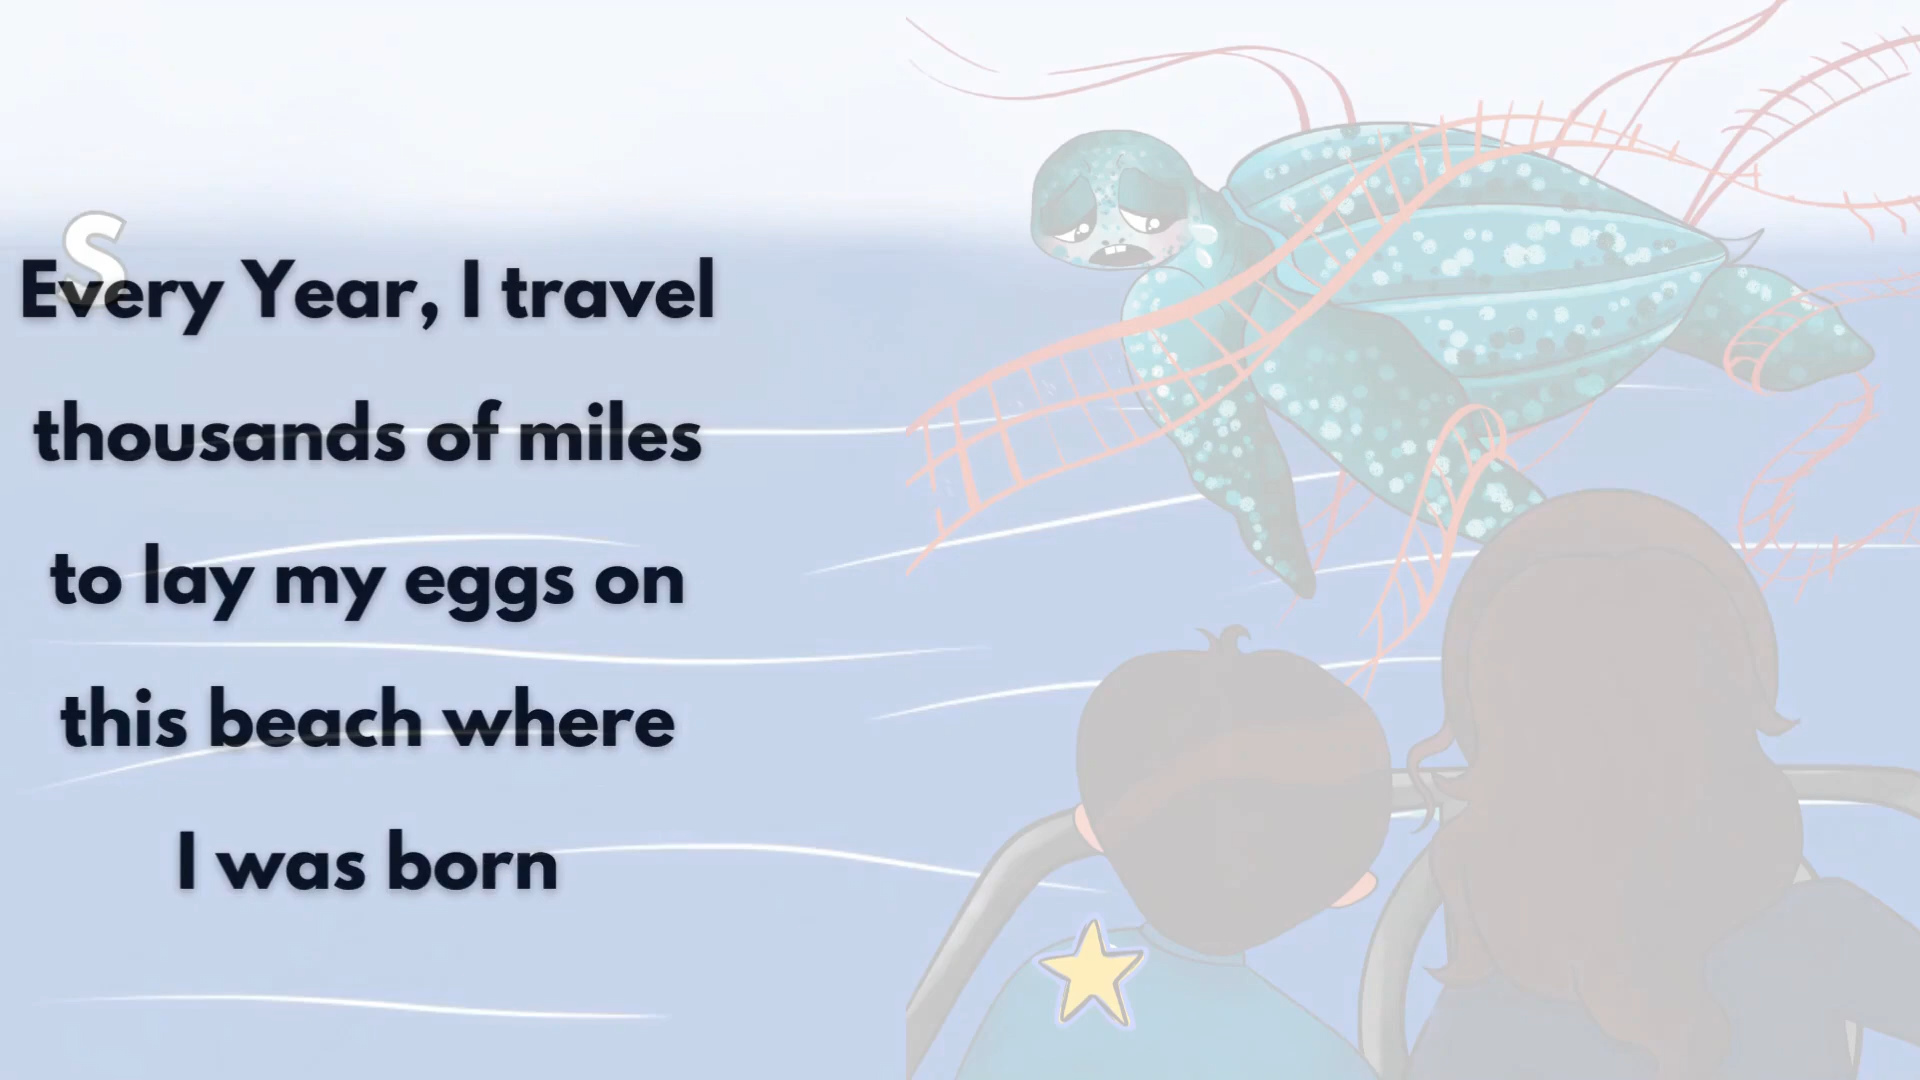 S
Every Year, I travel
thousands of miles
to lay my eggs on
this beach where
I was born